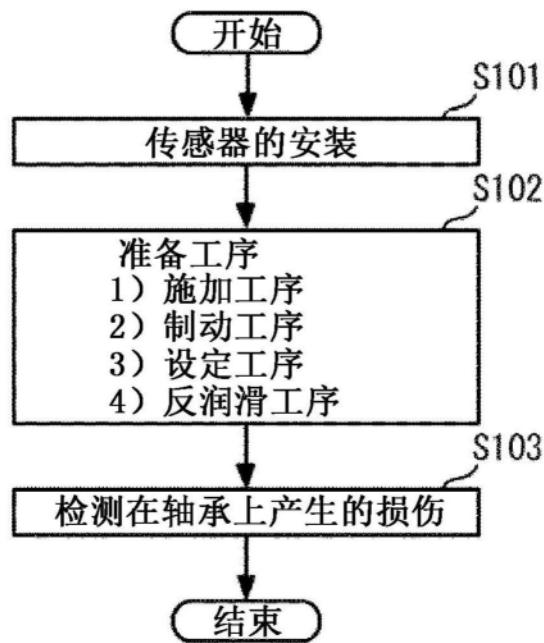 开始
S101
传感器的安装
S102
准备工序
1）施加工序
2）制动工序
3）设定工序
4）反润滑工序
S103
检测在轴承上产生的损伤
结束